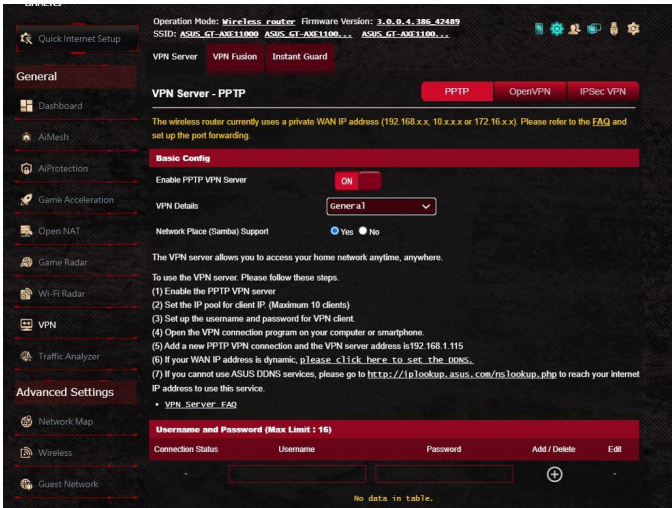 Operation Mode: Wireless router Firmware Version: 3.0.0.4.386_42489
SSID: ASUS_GT-AXE11000 ASUS_GT-AXE1100... ASUS_GT-AXE1100...
Quick Internet Setup
VPN Server VPN Fusion Instant Guard
General
VPN Server - PPTP PPTP OpenVPN IPSec VPN
Dashboard
The wireless router currently uses a private WAN IP address (192.168.x.x, 10.x.x.x or 172.16.x.x). Please refer to the FAQ and
set up the port forwarding.
AiMesh
Basic Config
AiProtection
Enable PPTP VPN Server ON
Game Acceleration
VPN Details General
Open NAT
Network Place (Samba) Support Yes No
Game Radar
The VPN server allows you to access your home network anytime, anywhere.
To use the VPN server. Please follow these steps.
(1) Enable the PPTP VPN server
(2) Set the IP pool for client IP. (Maximum 10 clients)
(3) Set up the username and password for VPN client.
(4) Open the VPN connection program on your computer or smartphone.
(5) Add a new PPTP VPN connection and the VPN server address is192.168.1.115
(6) If your WAN IP address is dynamic, please click here to set the DDNS.
(7) If you cannot use ASUS DDNS services, please go to http://iplookup.asus.com/nslookup.php to reach your internet
IP address to use this service.
• VPN Server FAQ
Wi-Fi Radar
VPN
Traffic Analyzer
Advanced Settings
Network Map
Wireless
Guest Network
Username and Password (Max Limit : 16)
Connection Status Username Password Add / Delete Edit
- -
No data in table.